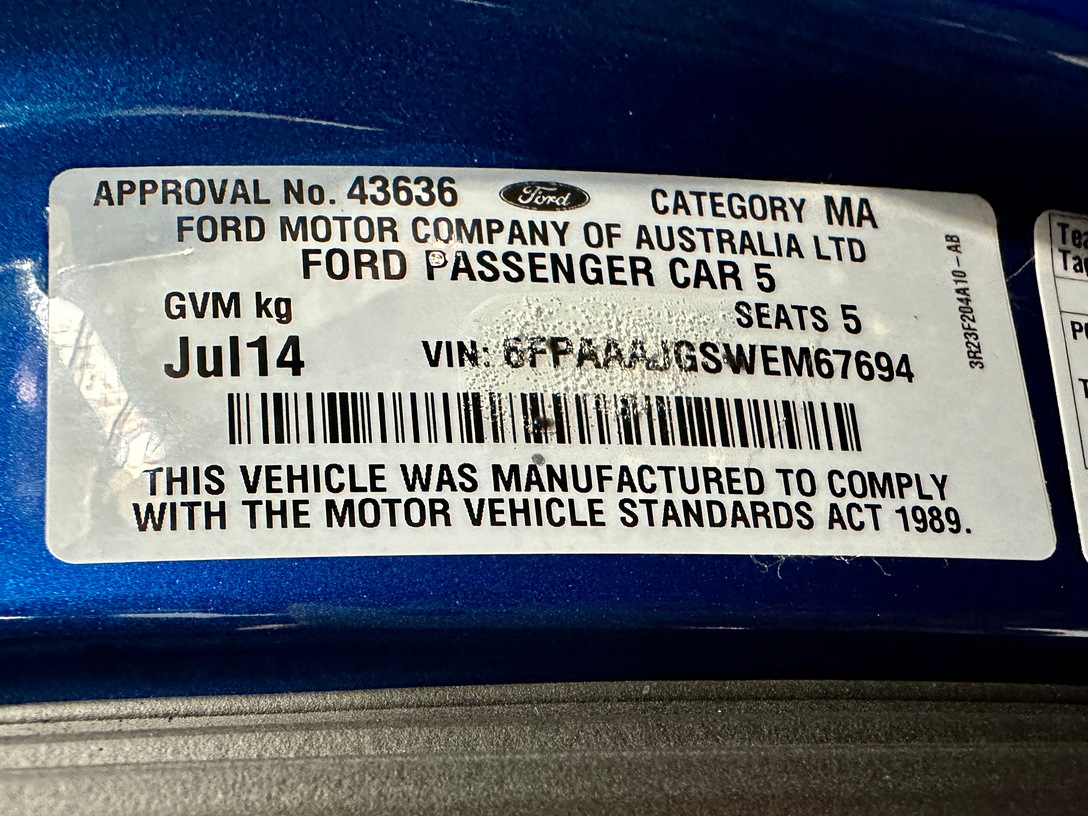 APPROVAL No. 43636 Ford CATEGORY MA
FORD MOTOR COMPANY OF AUSTRALIA LTD
FORD PASSENGER CAR 5
GVM kg SEATS 5
Jul14 VIN: 6FPAAAJGSWEM67694
THIS VEHICLE WAS MANUFACTURED TO COMPLY
WITH THE MOTOR VEHICLE STANDARDS ACT 1989.
3R23F204A10-AB